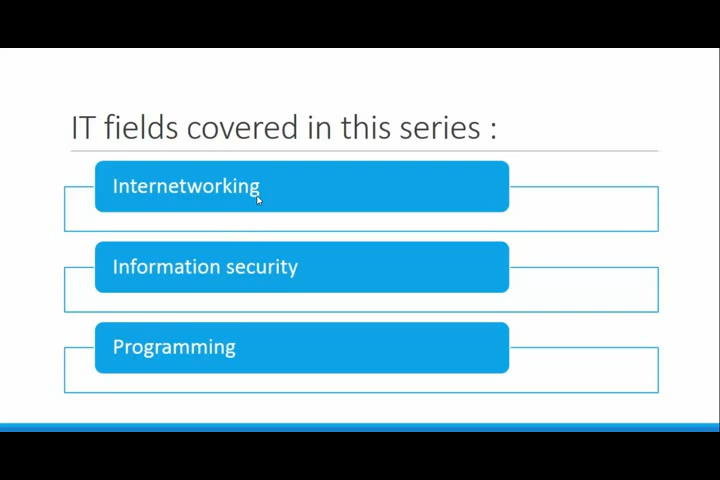 IT fields covered in this series :
Internetworking
Information security
Programming